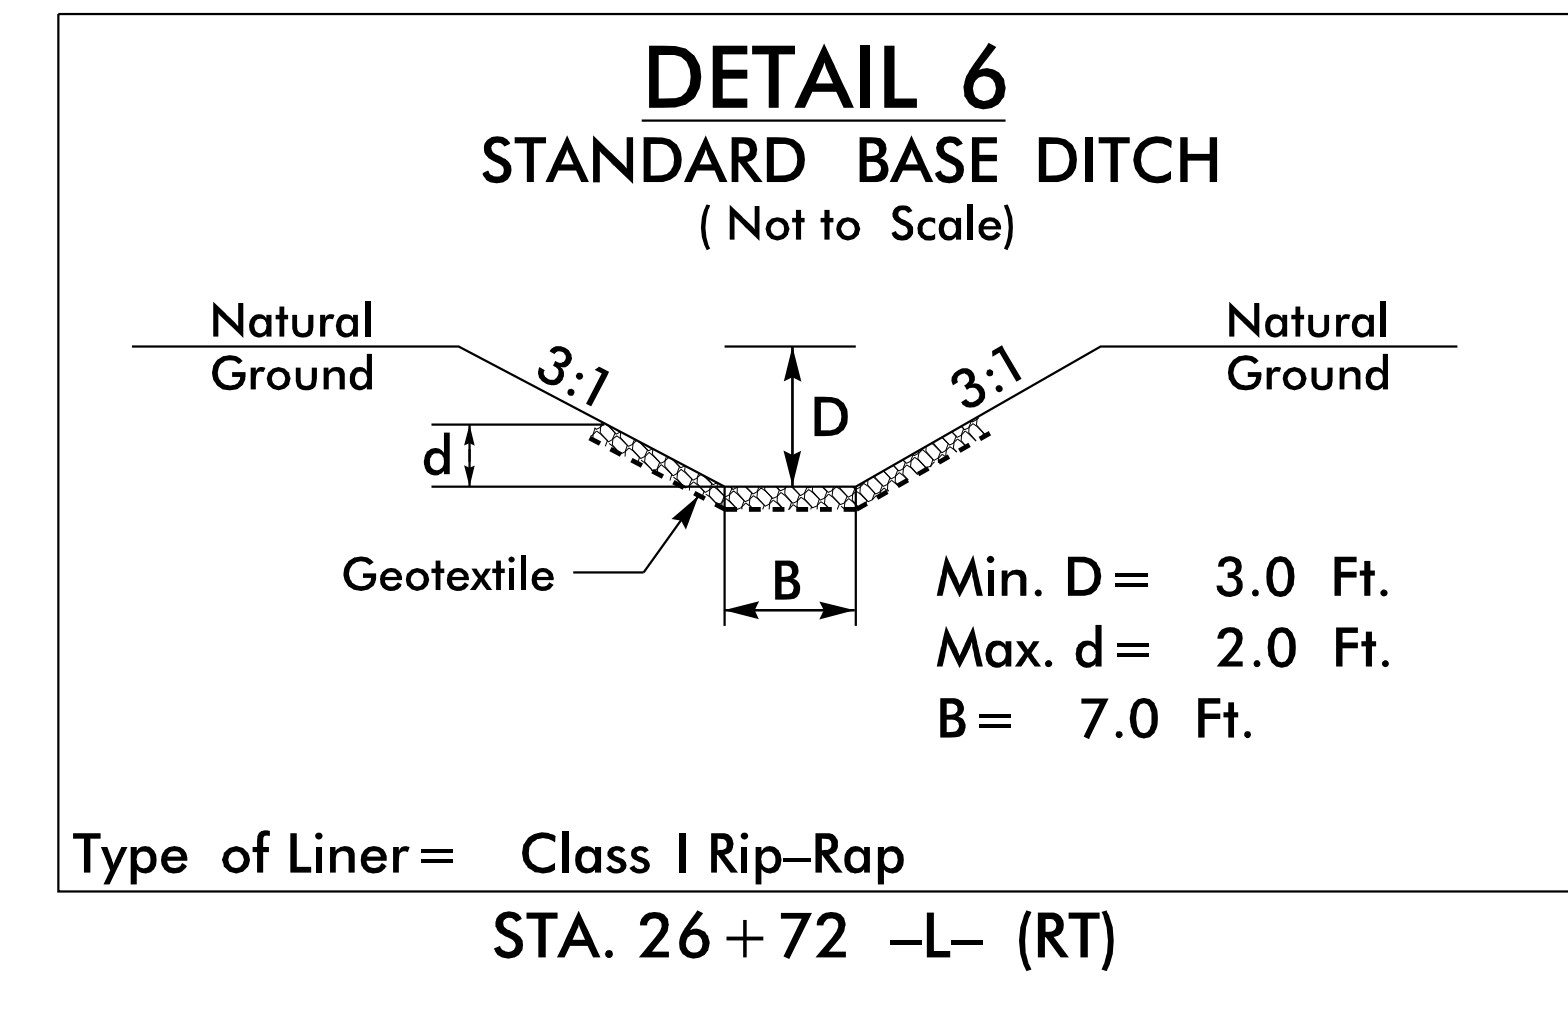 DETAIL 6
STANDARD BASE DITCH
( Not to Scale)
Natural
Ground
3:1
D
3:1
Natural
Ground
d
Geotextile
B
Min. D = 3.0 Ft.
Max. d = 2.0 Ft.
B = 7.0 Ft.
Type of Liner = Class I Rip-Rap
STA. 26+72 -L- (RT)